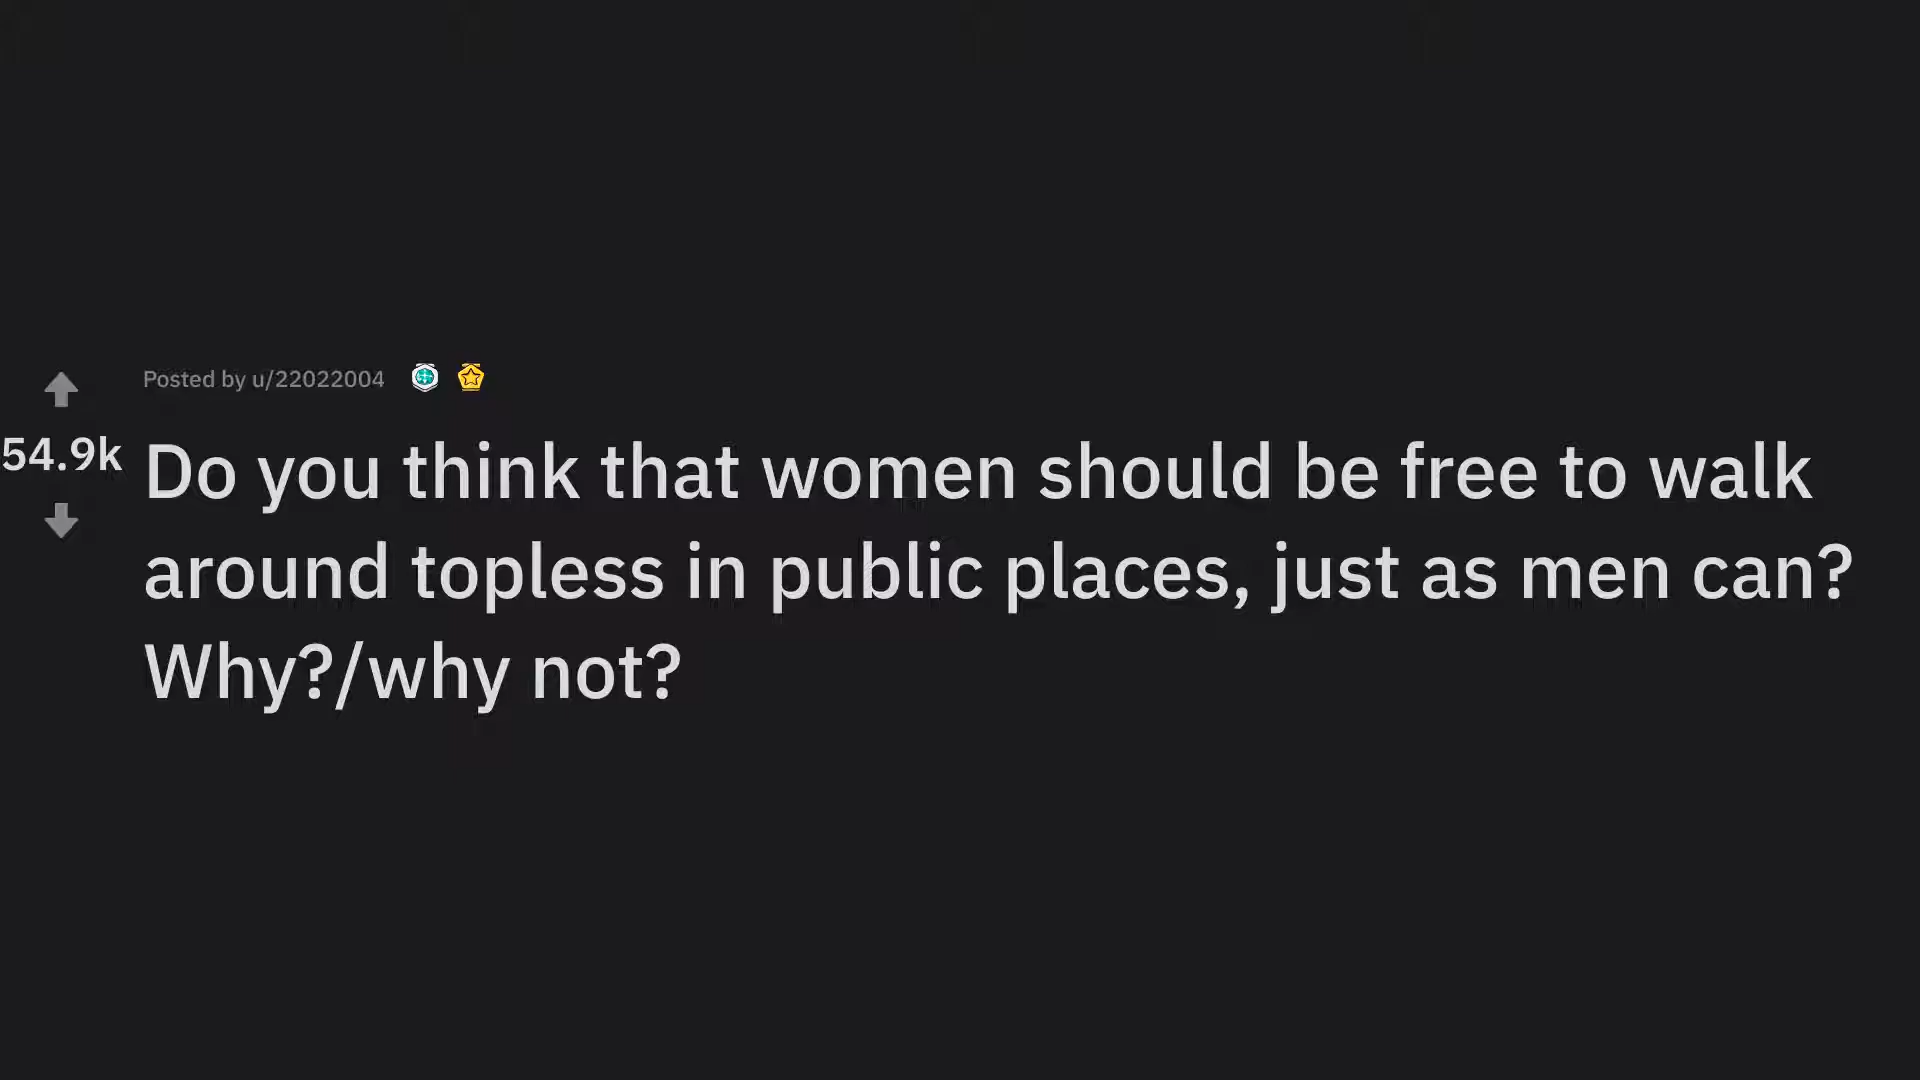 Posted by u/22022004
54.9k
Do you think that women should be free to walk
around topless in public places, just as men can?
Why?/why not?